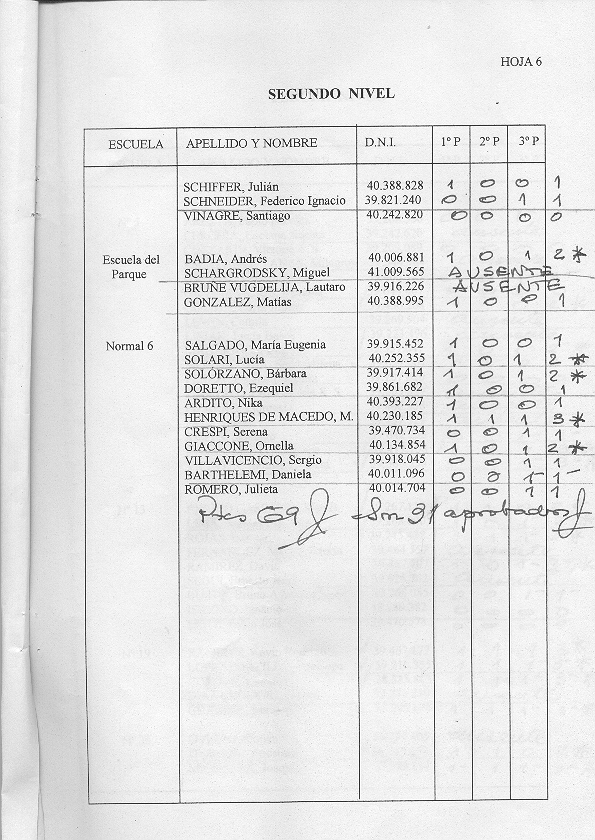 HOJA 6
SEGUNDO NIVEL
ESCUELA APELLIDO Y NOMBRE D.N.I. 1º P 2º P 3º P
SCHIFFER, Julián 40.388.828 1 0 0 1
SCHNEIDER, Federico Ignacio 39.821.240 0 0 1 1
VINAGRE, Santiago 40.242.820 0 0 0 0
Escuela del BADIA, Andrés 40.006.881 1 0 1 2*
Parque SCHARGRODSKY, Miguel 41.009.565 AUSENTE
BRUÑE VUGDELIJA, Lautaro 39.916.226 AUSENTE
GONZALEZ, Matías 40.388.995 1 0 0 1
Normal 6 SALGADO, María Eugenia 39.915.452 1 0 0 1
SOLARI, Lucía 40.252.355 1 0 1 2*
SOLÓRZANO, Bárbara 39.917.414 1 0 1 2*
DORETTO, Ezequiel 39.861.682 1 0 0 1
ARDITO, Nika 40.393.227 1 0 0 1
HENRIQUES DE MACEDO, M. 40.230.185 1 1 1 3*
CRESPI, Serena 39.470.734 0 0 1 1
GIACCONE, Ornella 40.134.854 1 0 1 2*
VILLAVICENCIO, Sergio 39.918.045 0 0 1 1
BARTHELEMI, Daniela 40.011.096 0 0 1- 1-
ROMERO, Julieta 40.014.704 0 0 1 1
69 Son 31 aprobados